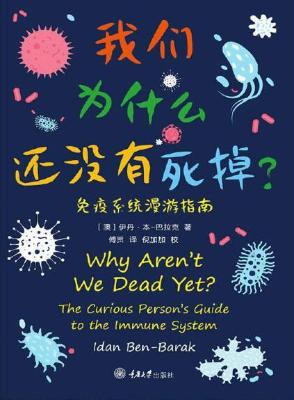 我们
为什么
还没有死掉?
免疫系统漫游指南
[澳] 伊丹·本-巴拉克 著
傅贺 译 倪加加 校
Why Aren't
We Dead Yet?
The Curious Person's Guide
to the Immune System
Idan Ben-Barak
重庆大学出版社